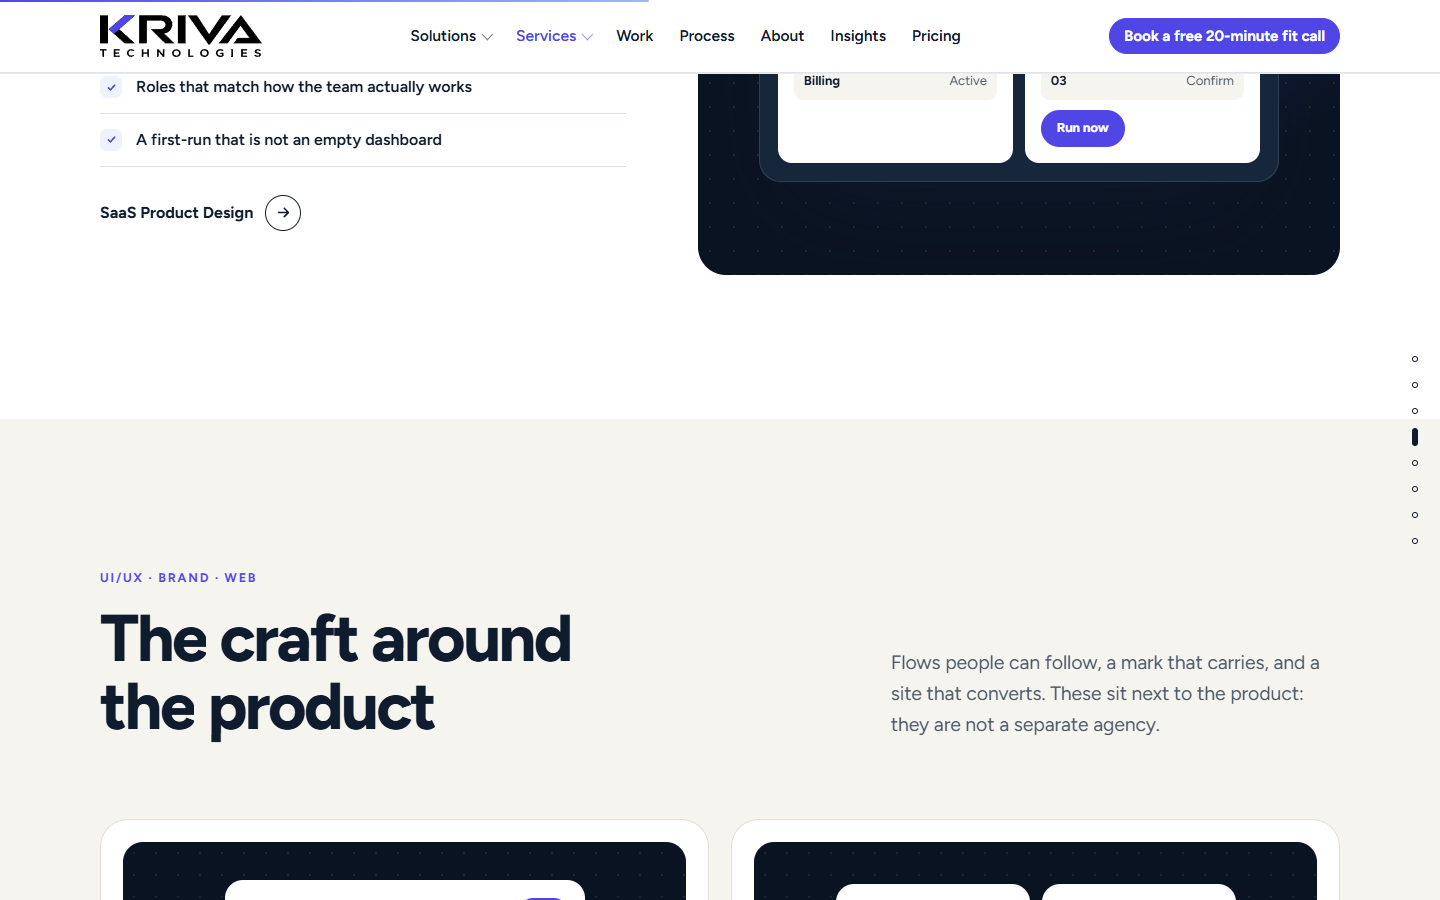 KRIVA
TECHNOLOGIES
Solutions
Services
Work
Process
About
Insights
Pricing
Book a free 20-minute fit call
Roles that match how the team actually works
A first-run that is not an empty dashboard
SaaS Product Design
Billing
Active
03
Confirm
Run now
UI/UX · BRAND · WEB
The craft around
the product
Flows people can follow, a mark that carries, and a
site that converts. These sit next to the product:
they are not a separate agency.